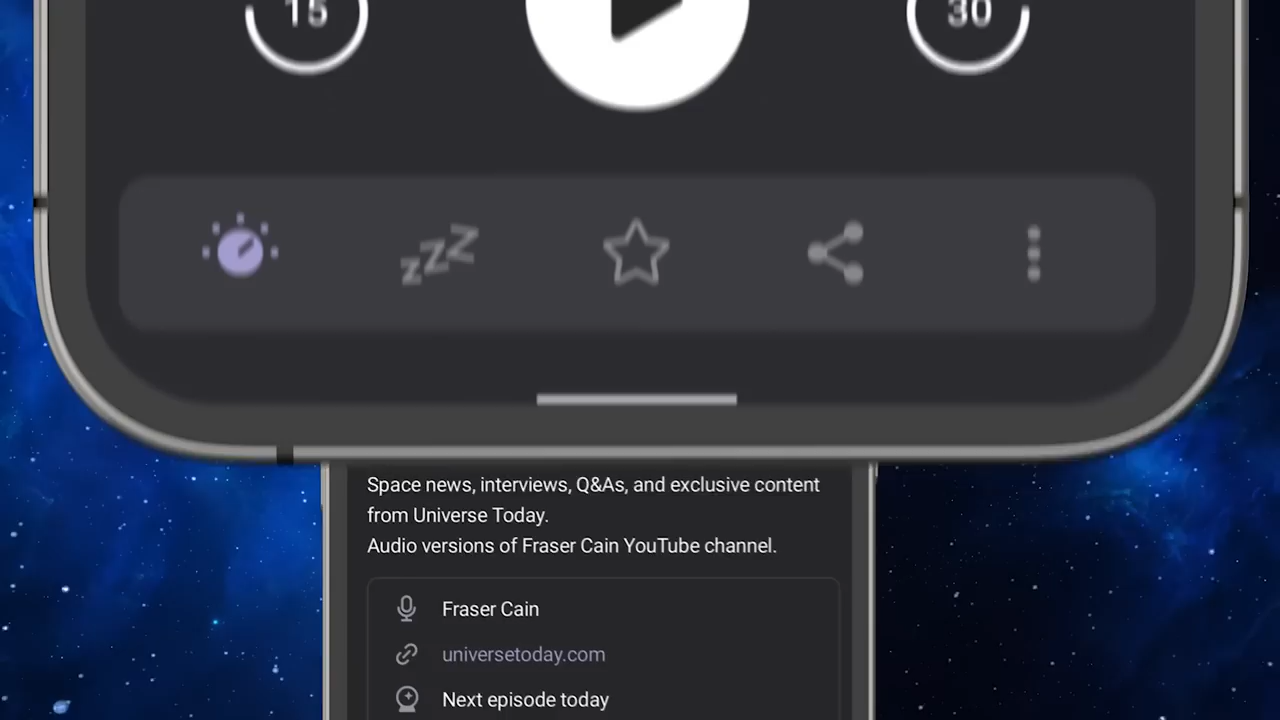 15
30
zzZ
Space news, interviews, Q&As, and exclusive content
from Universe Today.
Audio versions of Fraser Cain YouTube channel.
Fraser Cain
universetoday.com
Next episode today